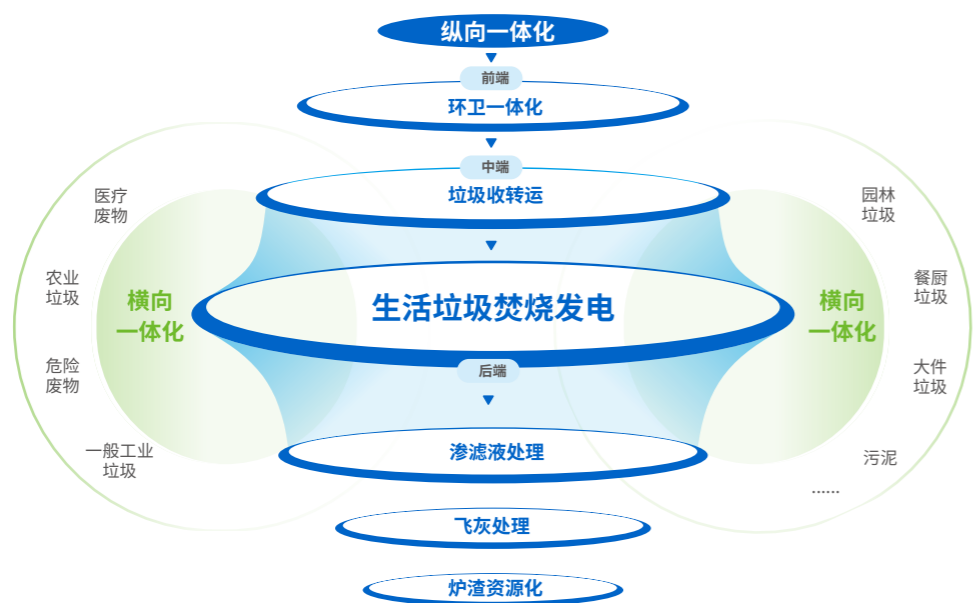 纵向一体化
前端
环卫一体化
中端
垃圾收转运
生活垃圾焚烧发电
后端
渗滤液处理
飞灰处理
炉渣资源化
横向
一体化
医疗
废物
农业
垃圾
危险
废物
一般工业
垃圾
横向
一体化
园林
垃圾
餐厨
垃圾
大件
垃圾
污泥
......